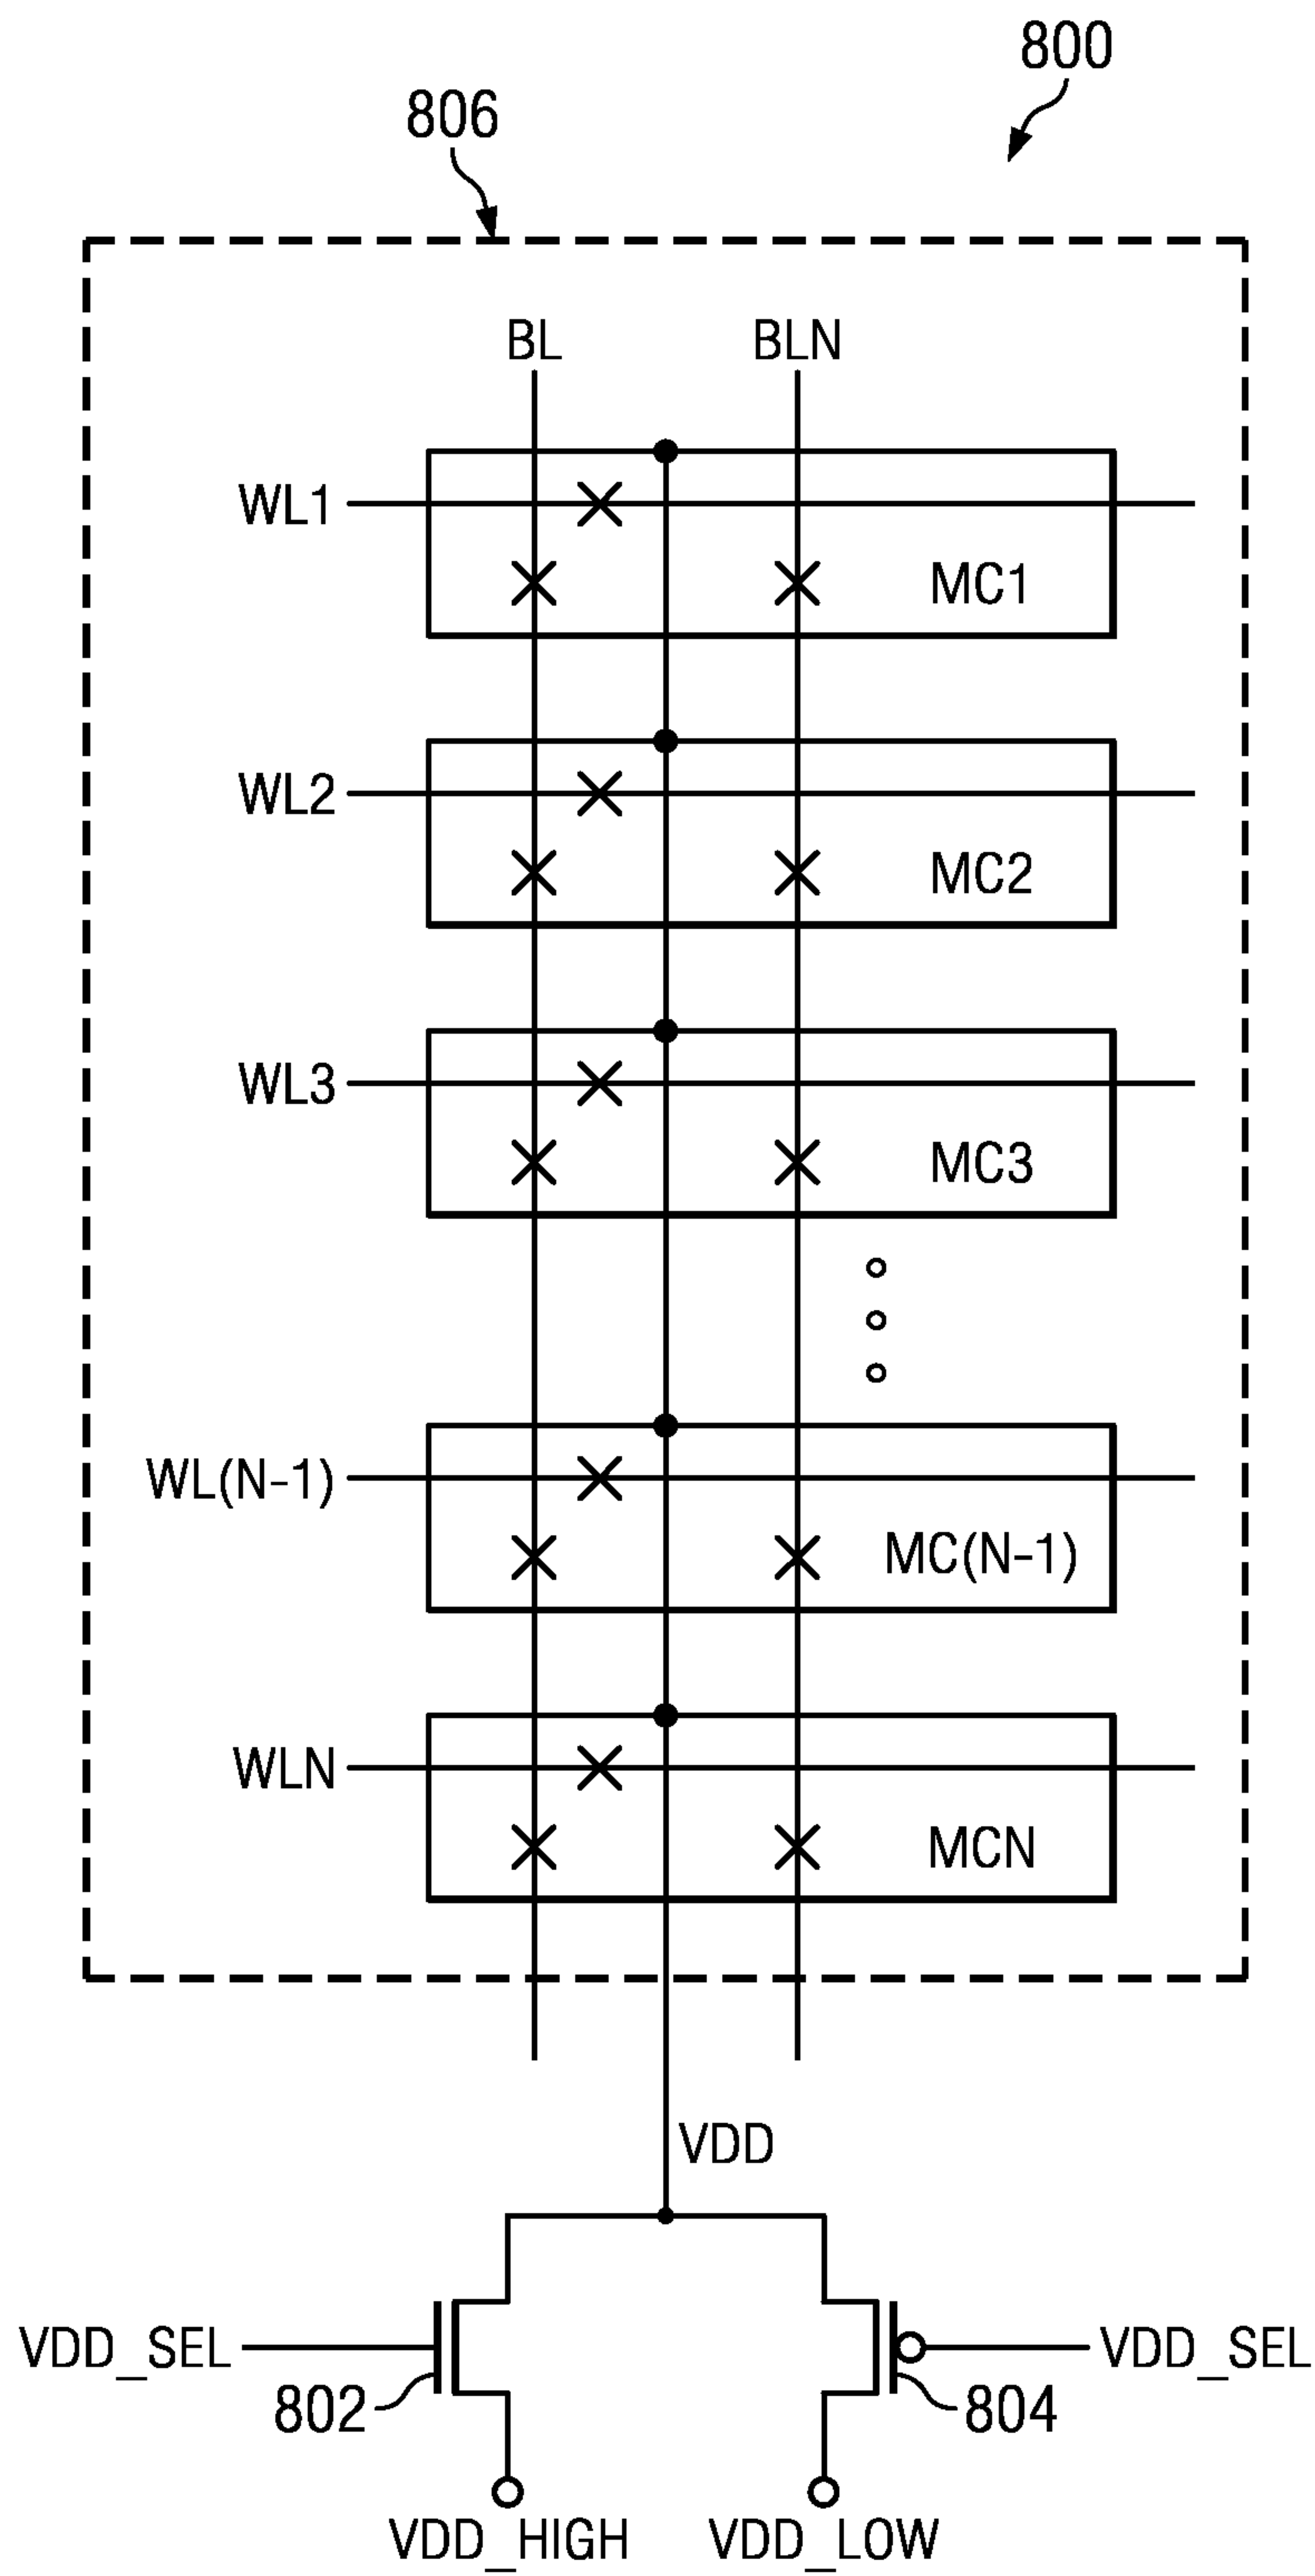 800
806
BL BLN
WL1
MC1
WL2
MC2
WL3
MC3
WL(N-1)
MC(N-1)
WLN
MCN
VDD
VDD_SEL VDD_SEL
802 804
VDD_HIGH VDD_LOW